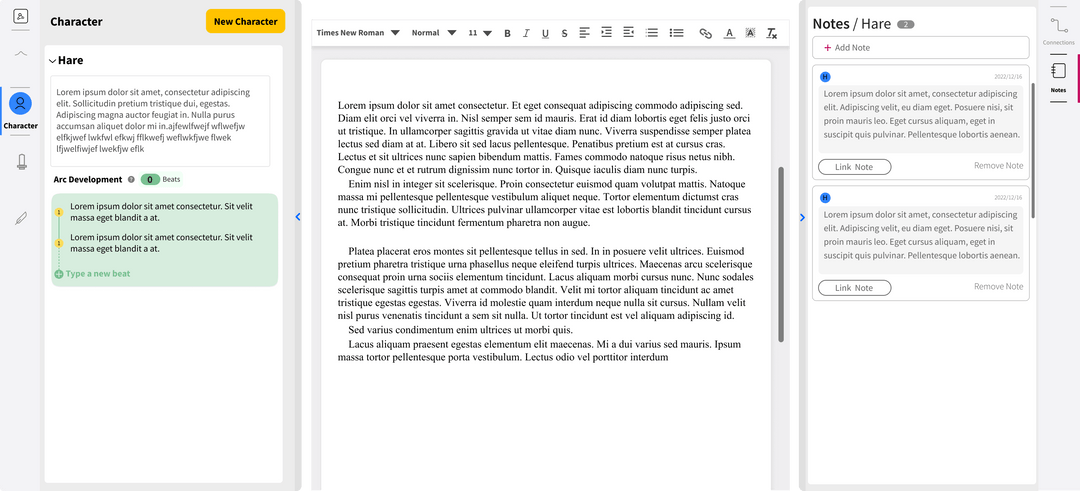 Character
New Character
Character
Hare
Lorem ipsum dolor sit amet, consectetur adipiscing
elit. Sollicitudin pretium tristique dui, egestas.
Adipiscing magna auctor feugiat in. Nulla purus
accumsan aliquet dolor mi in.ajfewlfwejf wflwefjw
elfkjwef lwkfwl efkwj fflkwefj weflwkfjwe flwek
lfjwelfiwjef lwekfjw eflk
Arc Development ? 0 Beats
1 Lorem ipsum dolor sit amet consectetur. Sit velit
massa eget blandit a at.
1 Lorem ipsum dolor sit amet consectetur. Sit velit
massa eget blandit a at.
Type a new beat
Times New Roman Normal 11 B I U S A A Tx
Lorem ipsum dolor sit amet consectetur. Et eget consequat adipiscing commodo adipiscing sed.
Diam elit orci vel viverra in. Nisl semper sem id mauris. Erat id diam lobortis eget felis justo orci
ut tristique. In ullamcorper sagittis gravida ut vitae diam nunc. Viverra suspendisse semper platea
lectus sed diam at at. Libero sit sed lacus pellentesque. Penatibus pretium est at cursus cras.
Lectus et sit ultrices nunc sapien bibendum mattis. Fames commodo natoque risus netus nibh.
Congue nunc et et rutrum dignissim nunc tortor in. Quisque iaculis diam nunc turpis.
Enim nisl in integer sit scelerisque. Proin consectetur euismod quam volutpat mattis. Natoque
massa mi pellentesque pellentesque vestibulum aliquet neque. Tortor elementum dictumst cras
nunc tristique sollicitudin. Ultrices pulvinar ullamcorper vitae est lobortis blandit tincidunt cursus
at. Morbi tristique tincidunt fermentum pharetra non augue.
Platea placerat eros montes sit pellentesque tellus in sed. In in posuere velit ultrices. Euismod
pretium pharetra tristique urna phasellus neque eleifend turpis ultrices. Maecenas arcu scelerisque
consequat proin urna sociis elementum tincidunt. Lacus aliquam morbi cursus nunc. Nunc sodales
scelerisque sagittis turpis amet at commodo blandit. Velit mi tortor aliquam tincidunt ac amet
tristique egestas egestas. Viverra id molestie quam interdum neque nulla sit cursus. Nullam velit
nisl purus venenatis tincidunt a sem sit nulla. Ut tortor tincidunt est vel aliquam adipiscing id.
Sed varius condimentum enim ultrices ut morbi quis.
Lacus aliquam praesent egestas elementum elit maecenas. Mi a dui varius sed mauris. Ipsum
massa tortor pellentesque porta vestibulum. Lectus odio vel porttitor interdum
Notes / Hare 2
+ Add Note
H 2022/12/16
Lorem ipsum dolor sit amet, consectetur adipiscing
elit. Adipiscing velit, eu diam eget. Posuere nisi, sit
proin mauris leo. Eget cursus aliquam, eget in
suscipit quis pulvinar. Pellentesque lobortis aenean.
Link Note Remove Note
H 2022/12/16
Lorem ipsum dolor sit amet, consectetur adipiscing
elit. Adipiscing velit, eu diam eget. Posuere nisi, sit
proin mauris leo. Eget cursus aliquam, eget in
suscipit quis pulvinar. Pellentesque lobortis aenean.
Link Note Remove Note
Connections
Notes